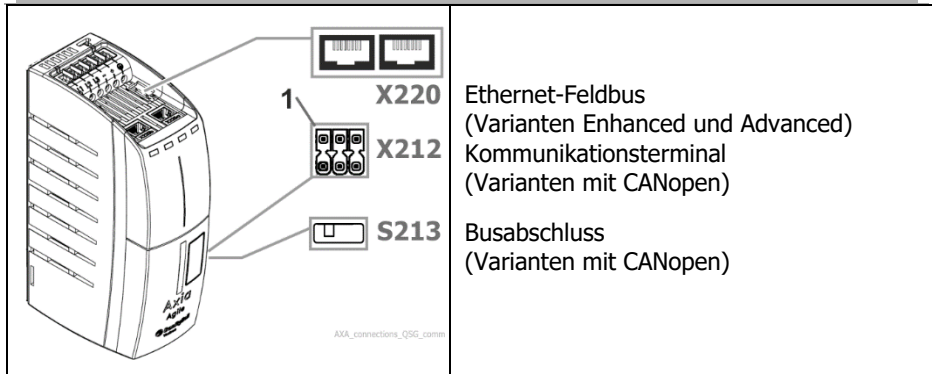 X220
1
X212
S213
Axia
Agile
AXA_connections_QSG_comm
Ethernet-Feldbus
(Varianten Enhanced und Advanced)
Kommunikationsterminal
(Varianten mit CANopen)
Busabschluss
(Varianten mit CANopen)